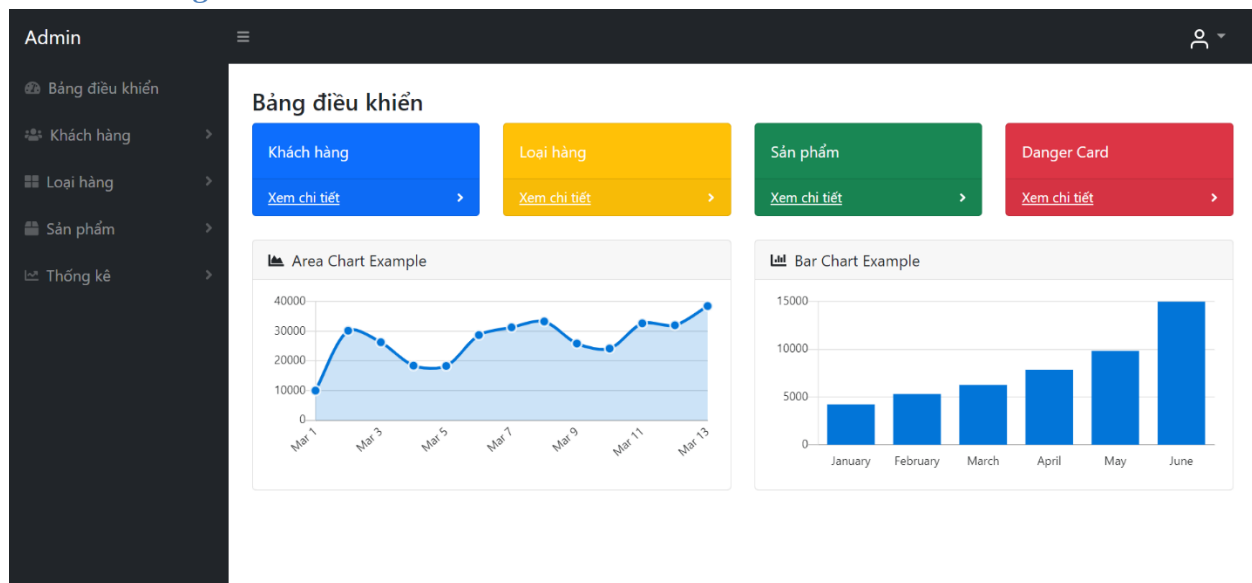 Admin
Bảng điều khiển
Khách hàng
Loại hàng
Sản phẩm
Thống kê
Bảng điều khiển
Khách hàng
Xem chi tiết
Loại hàng
Xem chi tiết
Sản phẩm
Xem chi tiết
Danger Card
Xem chi tiết
Area Chart Example
40000
30000
20000
10000
0
Mar 1
Mar 3
Mar 5
Mar 7
Mar 9
Mar 11
Mar 13
Bar Chart Example
15000
10000
5000
0
January
February
March
April
May
June